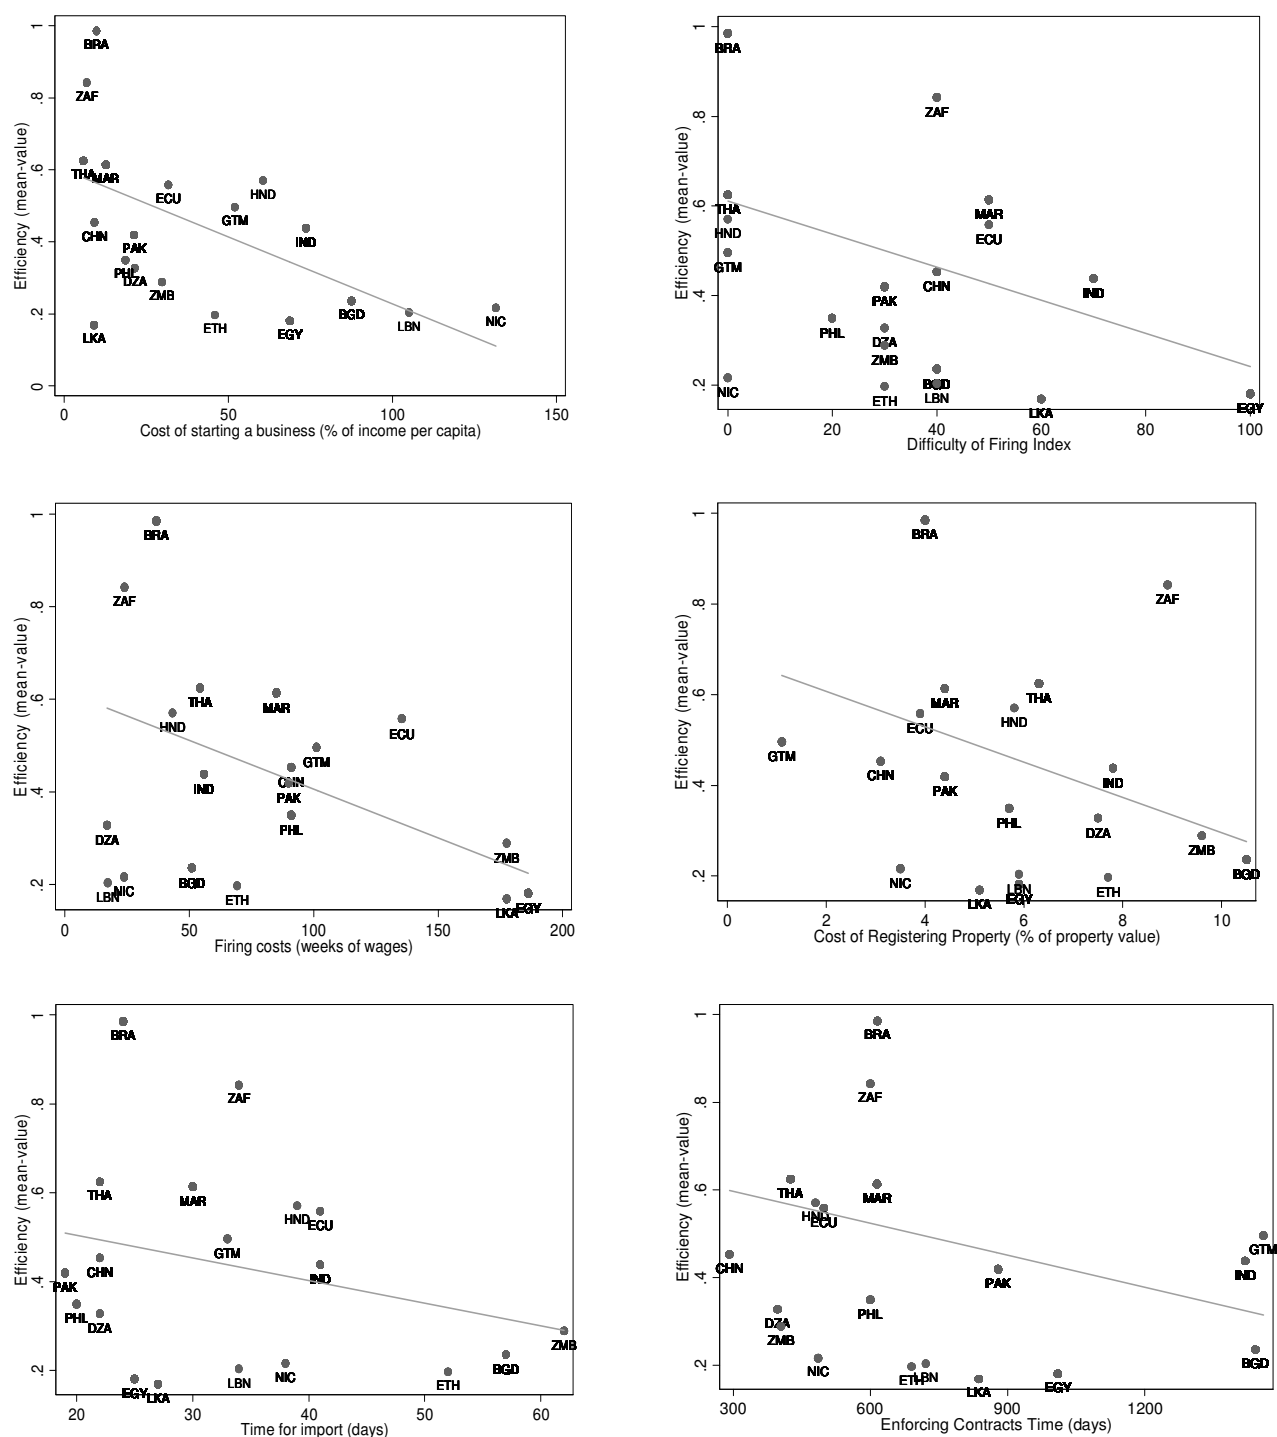 Efficiency (mean-value)
0 .2 .4 .6 .8 1
BRA
ZAF
THA MAR
ECU HND
GTM
CHN PAK IND
PHL DZA
ZMB
BGD
LKA ETH EGY LBN NIC
0 50 100 150
Cost of starting a business (% of income per capita)
Efficiency (mean-value)
.2 .4 .6 .8 1
BRA
ZAF
THA MAR
HND ECU
GTM
CHN IND
PAK
PHL DZA
ZMB
NIC ETH BGD
LBN LKA EGY
0 20 40 60 80 100
Difficulty of Firing Index
Efficiency (mean-value)
.2 .4 .6 .8 1
BRA
ZAF
THA MAR
HND ECU
GTM
IND CHN
PAK
DZA PHL
ZMB
LBN NIC BGD ETH LKA EGY
0 50 100 150 200
Firing costs (weeks of wages)
Efficiency (mean-value)
.2 .4 .6 .8 1
BRA
ZAF
MAR THA
ECU HND
GTM
CHN PAK IND
PHL DZA
ZMB
NIC LBN BGD
LKA EGY ETH
0 2 4 6 8 10
Cost of Registering Property (% of property value)
Efficiency (mean-value)
.2 .4 .6 .8 1
BRA
ZAF
THA MAR
HND ECU
GTM
CHN IND
PAK
PHL DZA
ZMB
BGD
EGY LKA LBN NIC ETH
20 30 40 50 60
Time for import (days)
Efficiency (mean-value)
.2 .4 .6 .8 1
BRA
ZAF
THA MAR
HND ECU
GTM
CHN PAK IND
DZA PHL
ZMB
NIC ETH LBN LKA EGY BGD
300 600 900 1200
Enforcing Contracts Time (days)